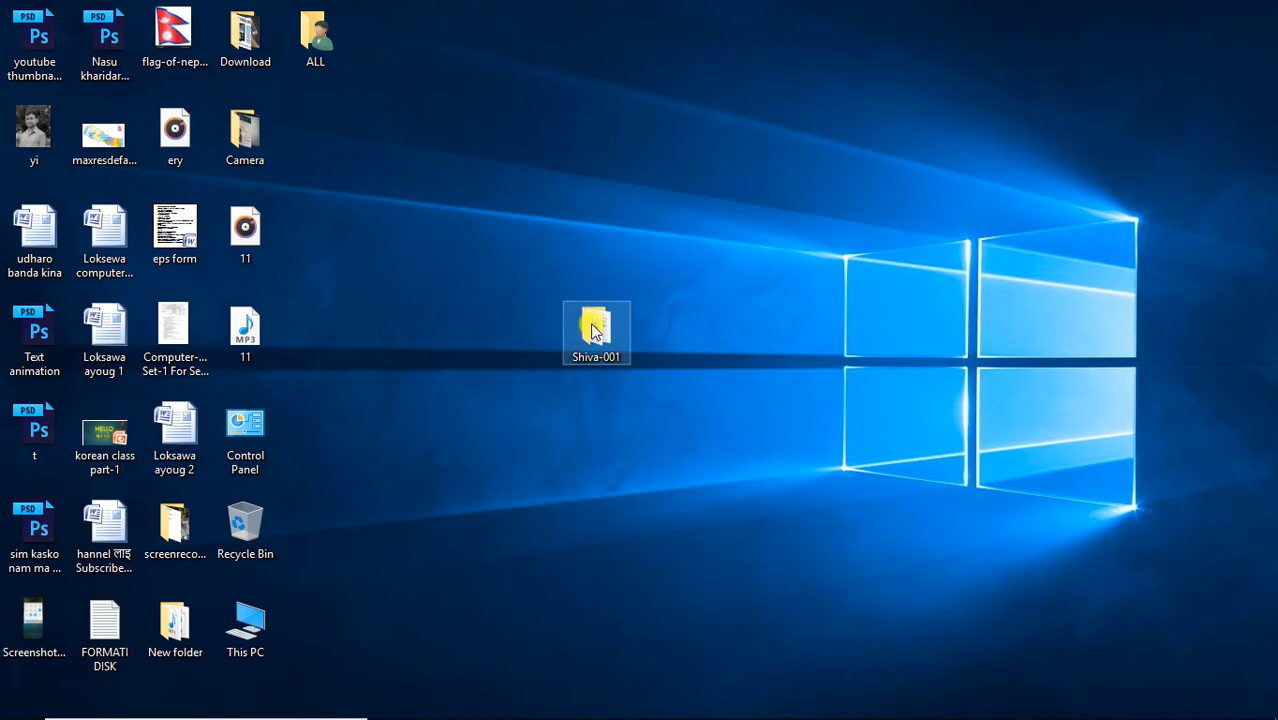 PSD
Ps
youtube
thumbna...
PSD
Ps
Nasu
kharidar...
flag-of-nep...
Download
ALL
yi
maxresdefa...
ery
Camera
udharo
banda kina
Loksewa
computer...
eps form
11
PSD
Ps
Text
animation
Loksawa
ayoug 1
Computer-...
Set-1 For Se...
MP3
11
Shiva-001
PSD
Ps
t
HELLO
korean class
part-1
Loksawa
ayoug 2
Control
Panel
PSD
Ps
sim kasko
nam ma ...
hannel लाइ
Subscribe...
screenreco...
Recycle Bin
Screenshot...
FORMATI
DISK
New folder
This PC